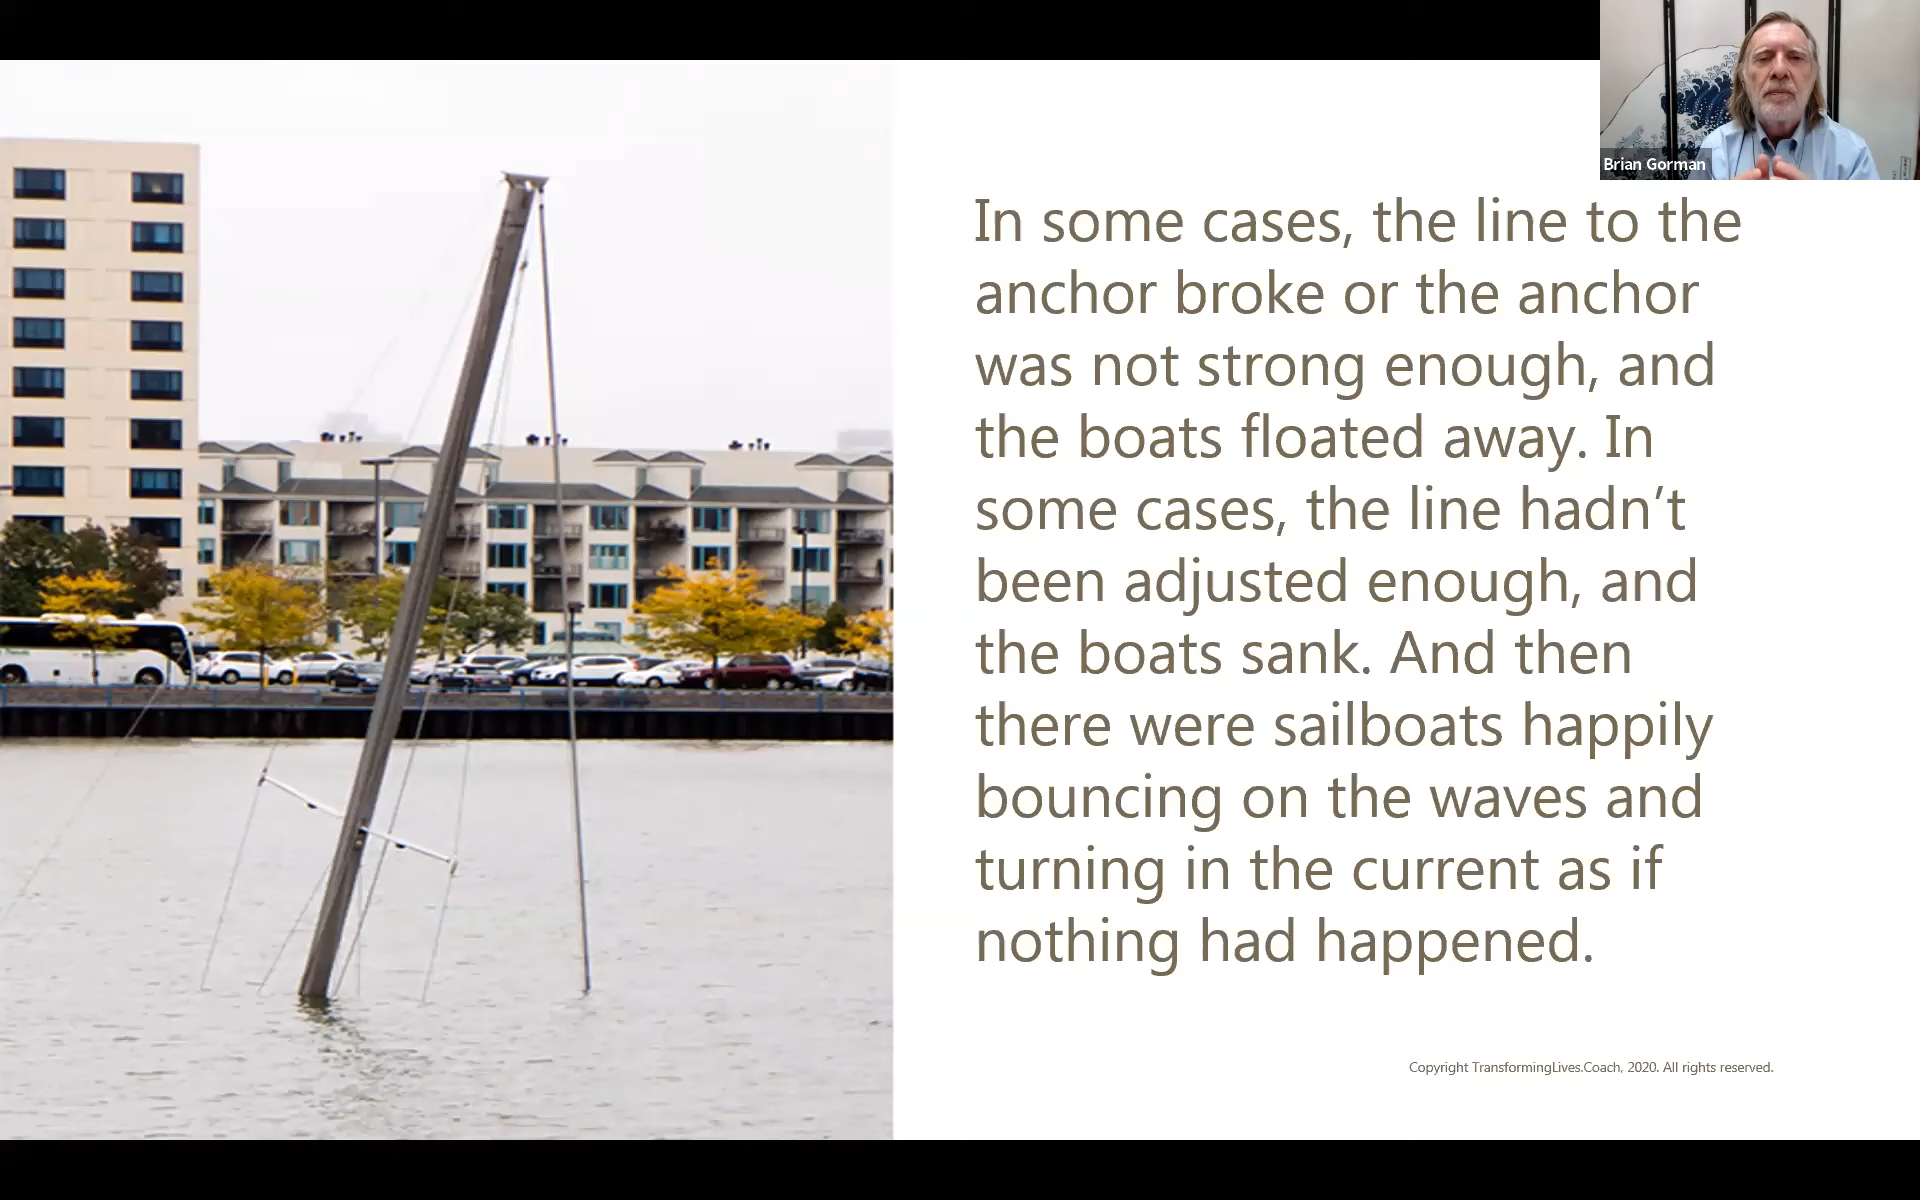 Brian Gorman
In some cases, the line to the
anchor broke or the anchor
was not strong enough, and
the boats floated away. In
some cases, the line hadn’t
been adjusted enough, and
the boats sank. And then
there were sailboats happily
bouncing on the waves and
turning in the current as if
nothing had happened.
Copyright TransformingLives.Coach, 2020. All rights reserved.